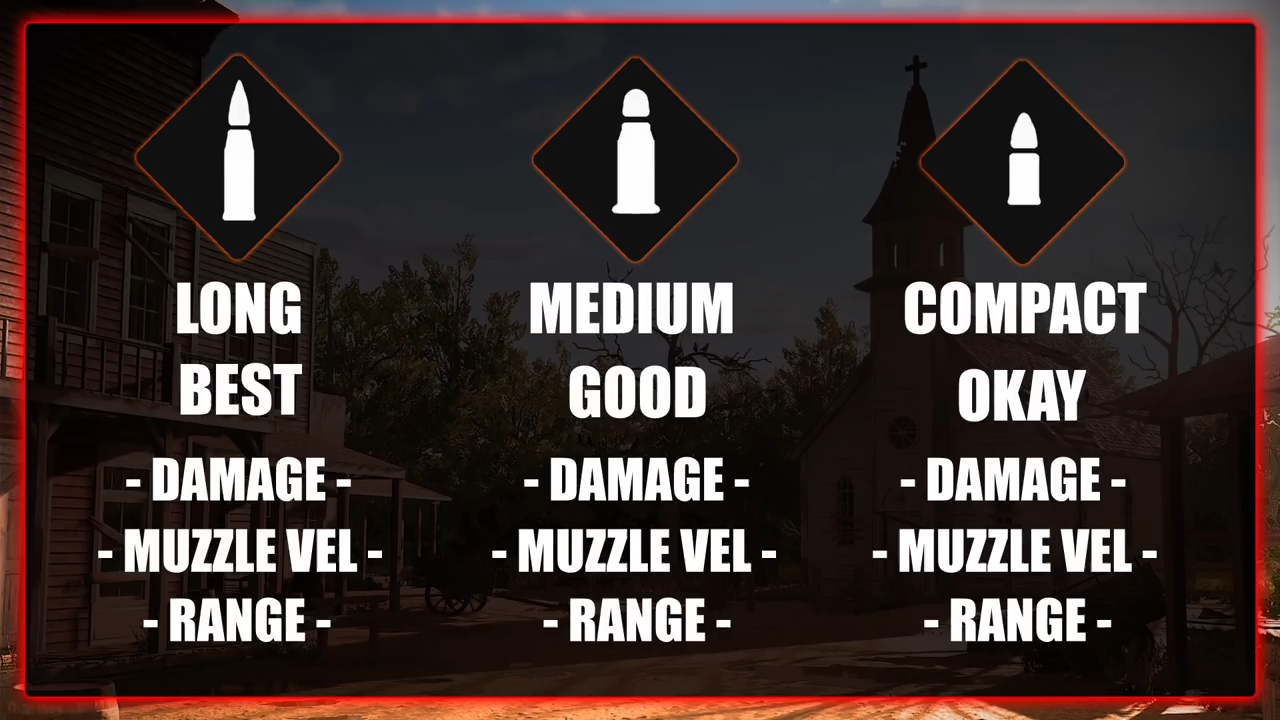 LONG
BEST
- DAMAGE -
- MUZZLE VEL -
- RANGE -
MEDIUM
GOOD
- DAMAGE -
- MUZZLE VEL -
- RANGE -
COMPACT
OKAY
- DAMAGE -
- MUZZLE VEL -
- RANGE -